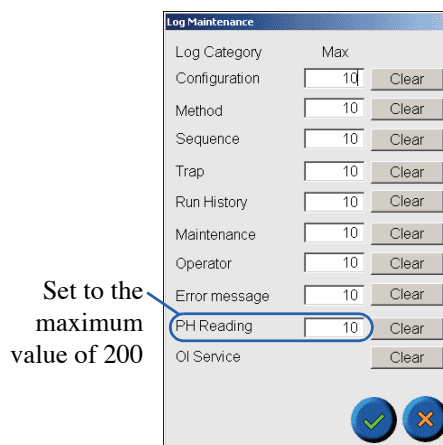 Log Maintenance
Log Category Max
Configuration 10 Clear
Method 10 Clear
Sequence 10 Clear
Trap 10 Clear
Run History 10 Clear
Maintenance 10 Clear
Operator 10 Clear
Error message 10 Clear
PH Reading 10 Clear
OI Service Clear
Set to the
maximum
value of 200